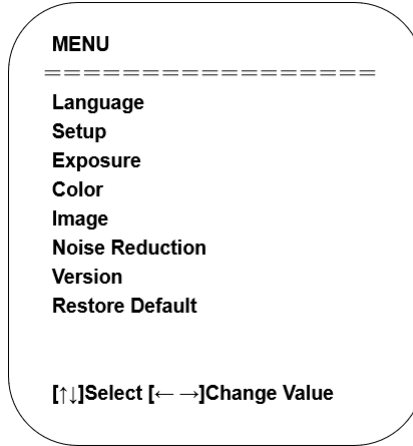 MENU
=================
Language
Setup
Exposure
Color
Image
Noise Reduction
Version
Restore Default
[↑↓]Select [← →]Change Value